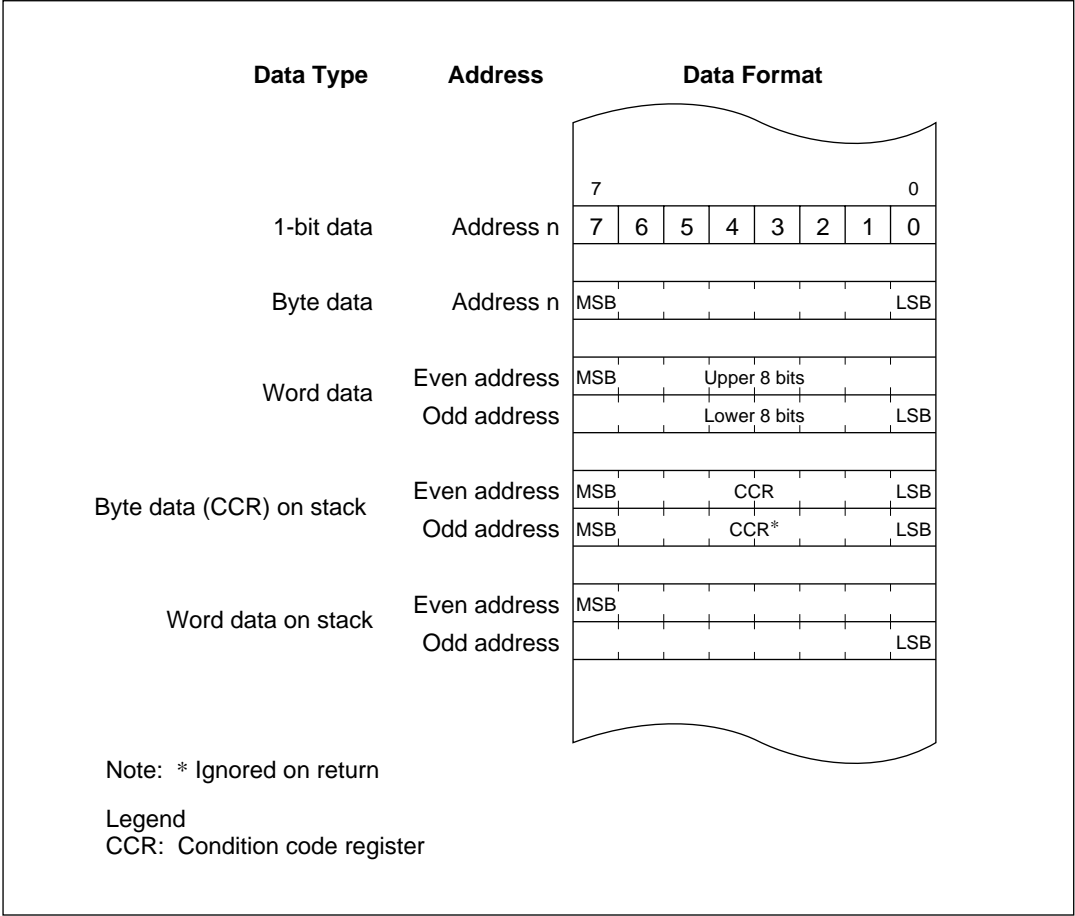 Data Type Address Data Format
7 0
1-bit data Address n 7 6 5 4 3 2 1 0
Byte data Address n MSB LSB
Word data
Even address MSB Upper 8 bits
Odd address Lower 8 bits LSB
Byte data (CCR) on stack
Even address MSB CCR LSB
Odd address MSB CCR* LSB
Word data on stack
Even address MSB
Odd address LSB
Note: * Ignored on return
Legend
CCR: Condition code register